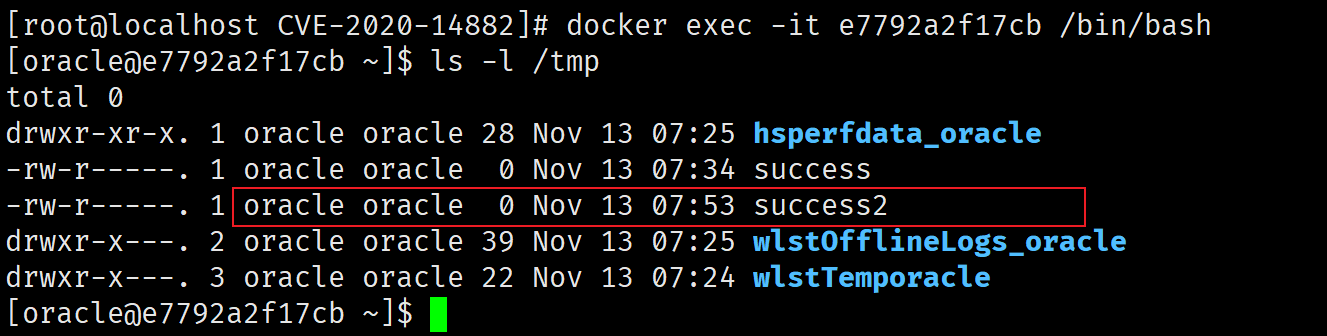 [root@localhost CVE-2020-14882]# docker exec -it e7792a2f17cb /bin/bash
[oracle@e7792a2f17cb ~]$ ls -l /tmp
total 0
drwxr-xr-x. 1 oracle oracle 28 Nov 13 07:25 hsperfdata_oracle
-rw-r-----. 1 oracle oracle  0 Nov 13 07:34 success
-rw-r-----. 1 oracle oracle  0 Nov 13 07:53 success2
drwxr-x---. 2 oracle oracle 39 Nov 13 07:25 wlstOfflineLogs_oracle
drwxr-x---. 3 oracle oracle 22 Nov 13 07:24 wlstTemporacle
[oracle@e7792a2f17cb ~]$